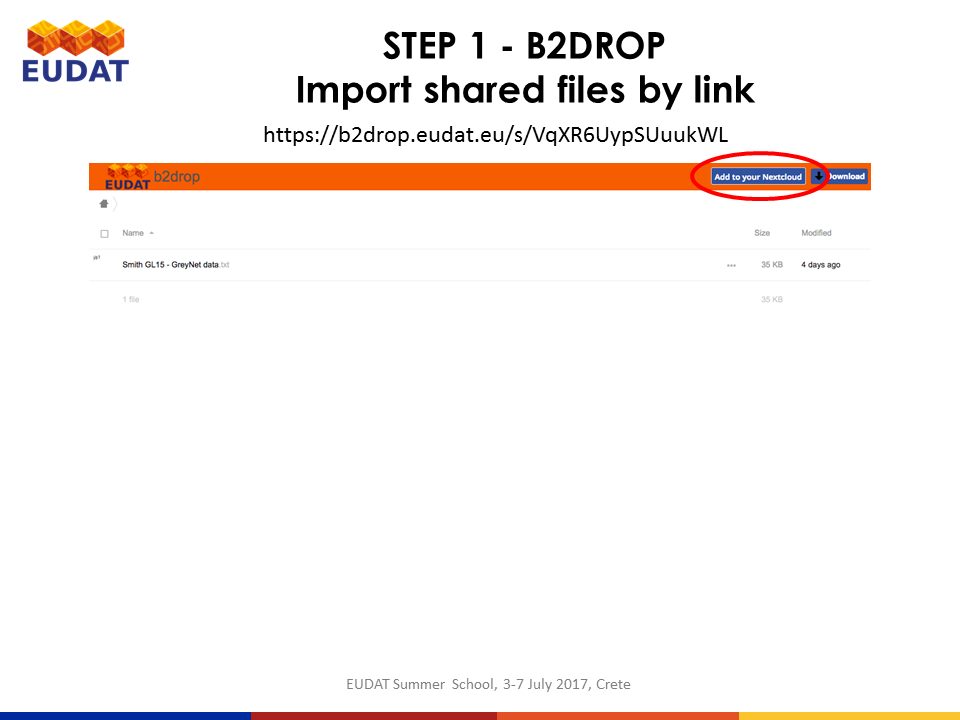 EUDAT
STEP 1 - B2DROP
Import shared files by link
https://b2drop.eudat.eu/s/VqXR6UypSUuukWL
EUDAT b2drop Add to your Nextcloud Download
Name Size Modified
Smith GL15 - GreyNet data.txt ... 35 KB 4 days ago
1 file 35 KB
EUDAT Summer School, 3-7 July 2017, Crete